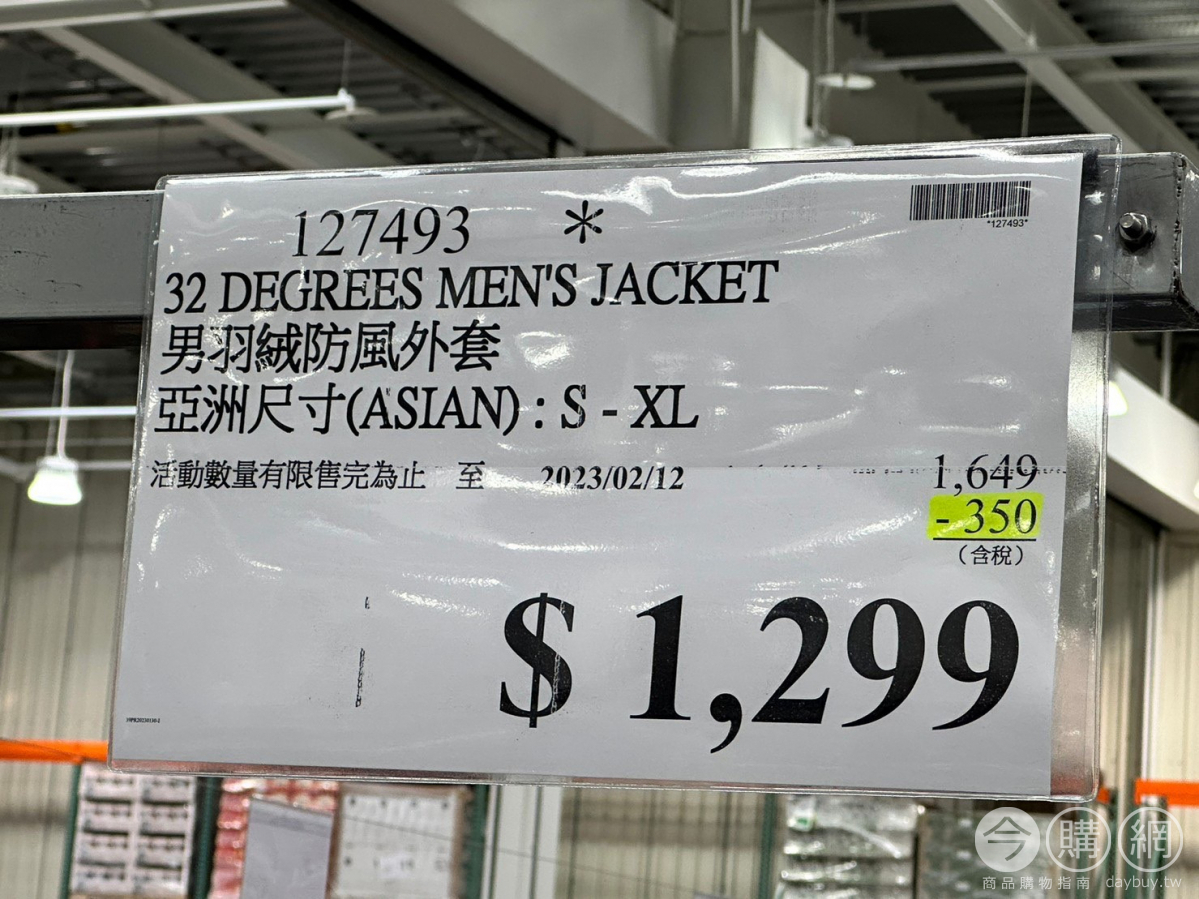 127493 *
*127493*
32 DEGREES MEN'S JACKET
男羽絨防風外套
亞洲尺寸(ASIAN) : S - XL
活動數量有限售完為止 至 2023/02/12
1,649
- 350
(含稅)
$ 1,299
今購網
商品購物指南 daybuy.tw